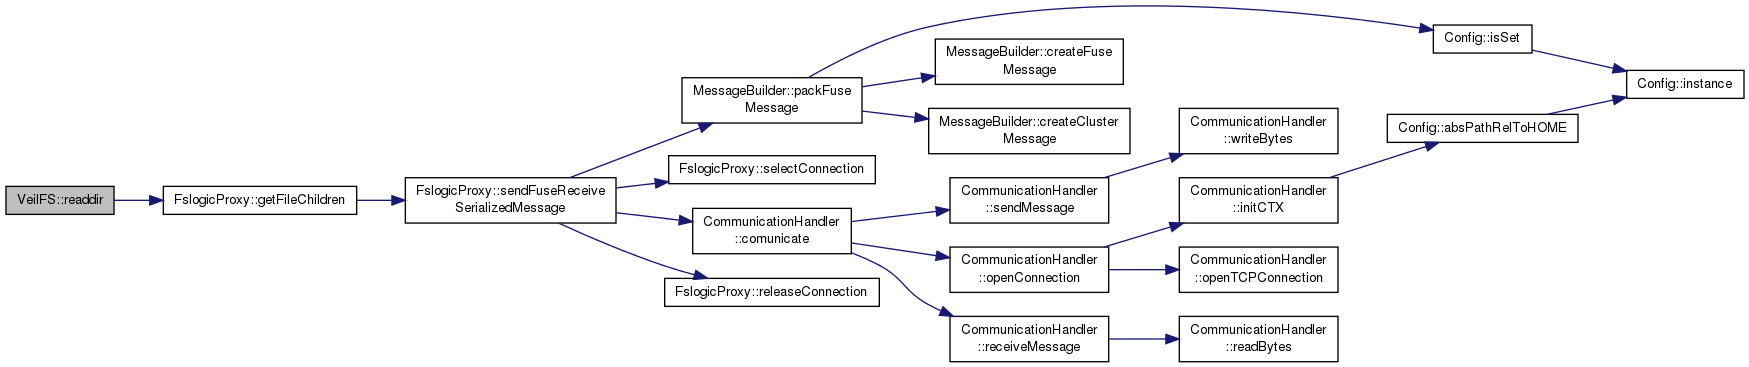 VeilFS::readdir
FslogicProxy::getFileChildren
FslogicProxy::sendFuseReceive
SerializedMessage
MessageBuilder::packFuse
Message
FslogicProxy::selectConnection
CommunicationHandler
::comunicate
FslogicProxy::releaseConnection
MessageBuilder::createFuse
Message
MessageBuilder::createCluster
Message
CommunicationHandler
::sendMessage
CommunicationHandler
::openConnection
CommunicationHandler
::receiveMessage
CommunicationHandler
::writeBytes
CommunicationHandler
::initCTX
CommunicationHandler
::openTCPConnection
CommunicationHandler
::readBytes
Config::isSet
Config::absPathRelToHOME
Config::instance